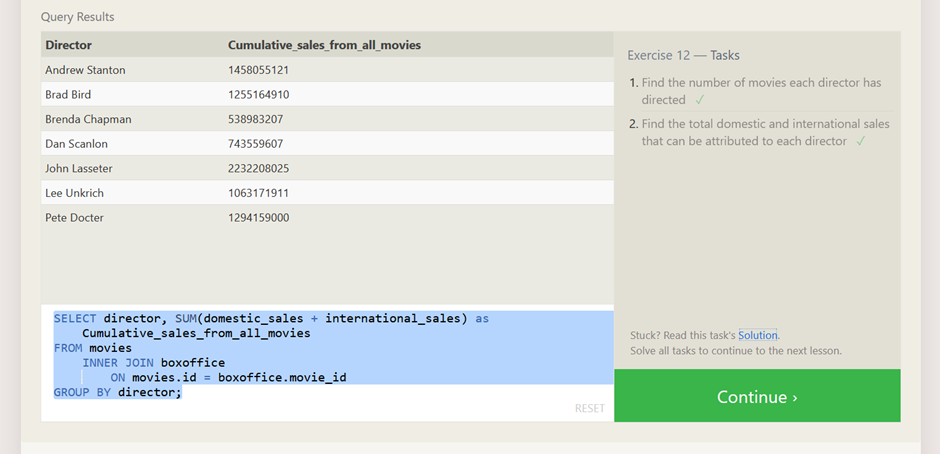 Query Results
Director Cumulative_sales_from_all_movies
Andrew Stanton 1458055121
Brad Bird 1255164910
Brenda Chapman 538983207
Dan Scanlon 743559607
John Lasseter 2232208025
Lee Unkrich 1063171911
Pete Docter 1294159000
SELECT director, SUM(domestic_sales + international_sales) as
Cumulative_sales_from_all_movies
FROM movies
INNER JOIN boxoffice
ON movies.id = boxoffice.movie_id
GROUP BY director;
RESET
Exercise 12 — Tasks
1. Find the number of movies each director has
directed ✓
2. Find the total domestic and international sales
that can be attributed to each director ✓
Stuck? Read this task's Solution.
Solve all tasks to continue to the next lesson.
Continue ›